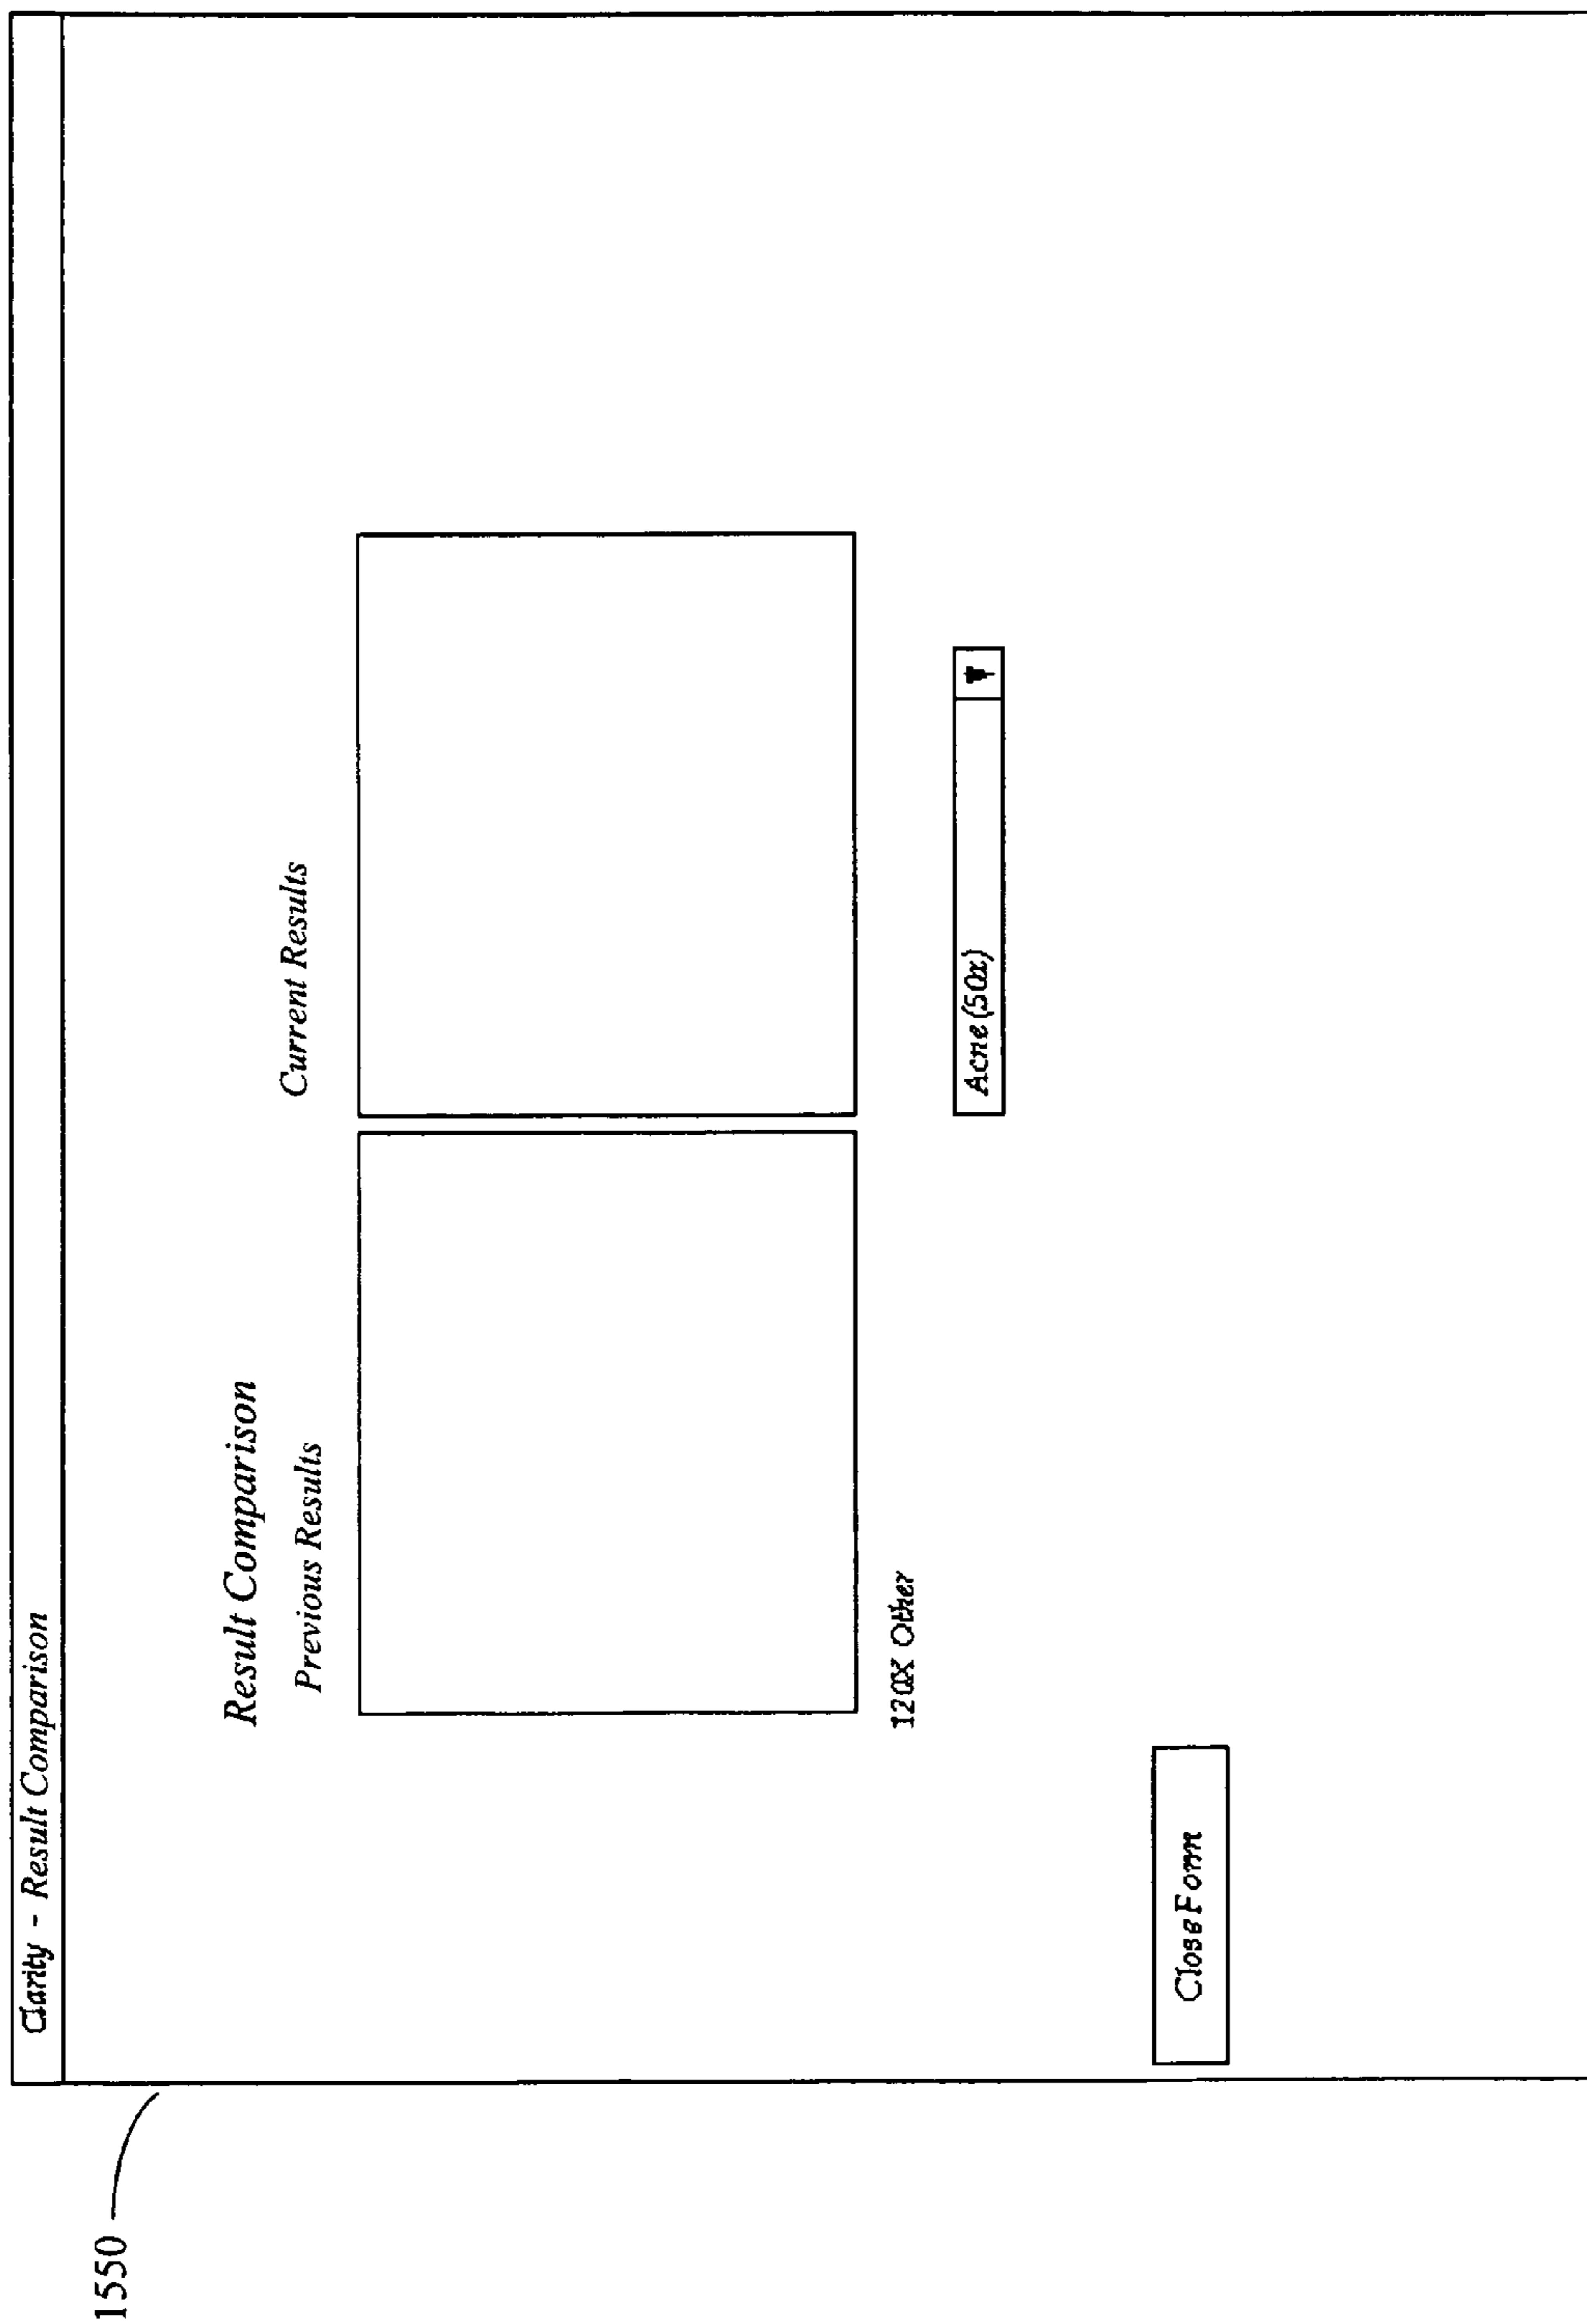 1550
Clarity - Result Comparison
Result Comparison
Previous Results
Current Results
120X Other
Acne (50x)
Close Form